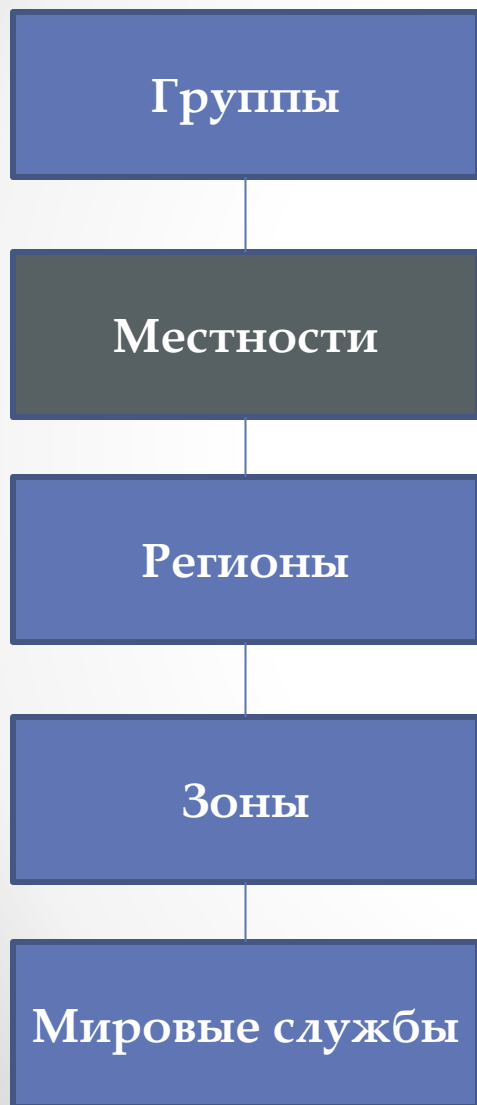 Группы
Местности
Регионы
Зоны
Мировые службы